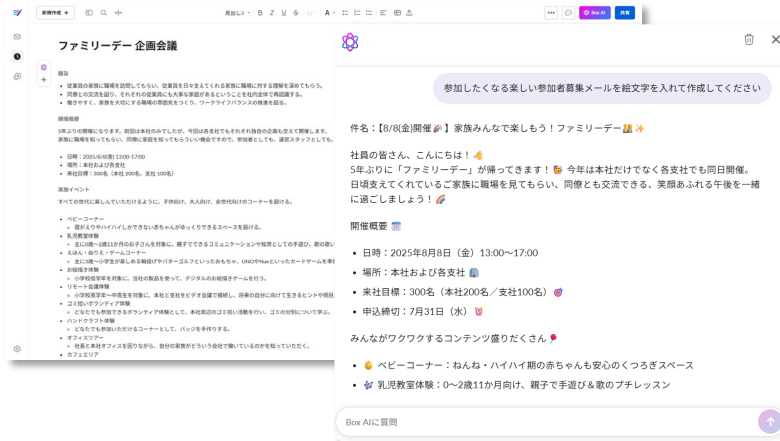 新規作成 +
見出し3
B I U S A
Box AI
共有
ファミリーデー 企画会議
趣旨
従業員の家族に職場を訪問してもらい、従業員を日々支えてくれる家族に職場に対する理解を深めてもらう。
同僚との交流を図り、それぞれの従業員にも大事な家庭があるということを社内全体で再認識する。
働きやすく、家族を大切にする職場の雰囲気をつくり、ワークライフバランスの推進を図る。
開催概要
5年ぶりの開催になります。前回は本社のみでしたが、今回は各支社でもそれぞれ独自の企画も交えて開催します。
家族に職場を知ってもらい、同僚に家庭を知ってもらういい機会ですので、参加者としても、運営スタッフとしても、
日時：2025/8/8(金) 13:00-17:00
場所：本社および各支社
来社目標：300名（本社 200名、支社 100名）
実施イベント
すべての世代に楽しんでいただけるように、子供向け、大人向け、全世代向けのコーナーを設ける。
ベビーコーナー
寝がえりやハイハイしかできない赤ちゃんがゆっくりできるスペースを設ける。
乳児教室体験
主に0歳〜2歳11か月のお子さんを対象に、親子でできるコミュニケーションや知育としての手遊び、歌の歌い
えほん・ぬりえ・ゲームコーナー
主に3歳〜小学生が楽しめる輪投げやパターゴルフといったおもちゃ、UNOやNueといったカードゲームを準
お絵描き体験
小学校低学年を対象に、当社の製品を使って、デジタルのお絵描きゲームを行う。
リモート会議体験
小学校高学年〜中高生を対象に、本社と支社をビデオ会議で接続し、将来の自分に向けて生きるヒントや明日
ゴミ拾いボランティア体験
どなたでも参加できるボランティア体験として、本社周辺のゴミ拾い活動を行い、ゴミの分別について学ぶ。
ハンドクラフト体験
どなたでも参加いただけるコーナーとして、バッジを手作りする。
オフィスツアー
社長と本社オフィスを回りながら、自分の家族がどういう会社で働いているのかを知っていただく。
カフェエリア
参加したくなる楽しい参加者募集メールを絵文字を入れて作成してください
件名：【8/8(金)開催🎉】家族みんなで楽しもう！ファミリーデー👨‍👩‍👧‍👦✨
社員の皆さん、こんにちは！👋
5年ぶりに「ファミリーデー」が帰ってきます！🥳 今年は本社だけでなく各支社でも同日開催。
日頃支えてくれているご家族に職場を見てもらい、同僚とも交流できる、笑顔あふれる午後を一緒
に過ごしましょう！🌈
開催概要 🗓️
日時：2025年8月8日（金）13:00〜17:00
場所：本社および各支社 🏢
来社目標：300名（本社200名／支社100名）🎯
申込締切：7月31日（水）⏰
みんながワクワクするコンテンツ盛りだくさん🎈
👶 ベビーコーナー：ねんね・ハイハイ期の赤ちゃんも安心のくつろぎスペース
🎶 乳児教室体験：0〜2歳11か月向け、親子で手遊び＆歌のプチレッスン
Box AIに質問